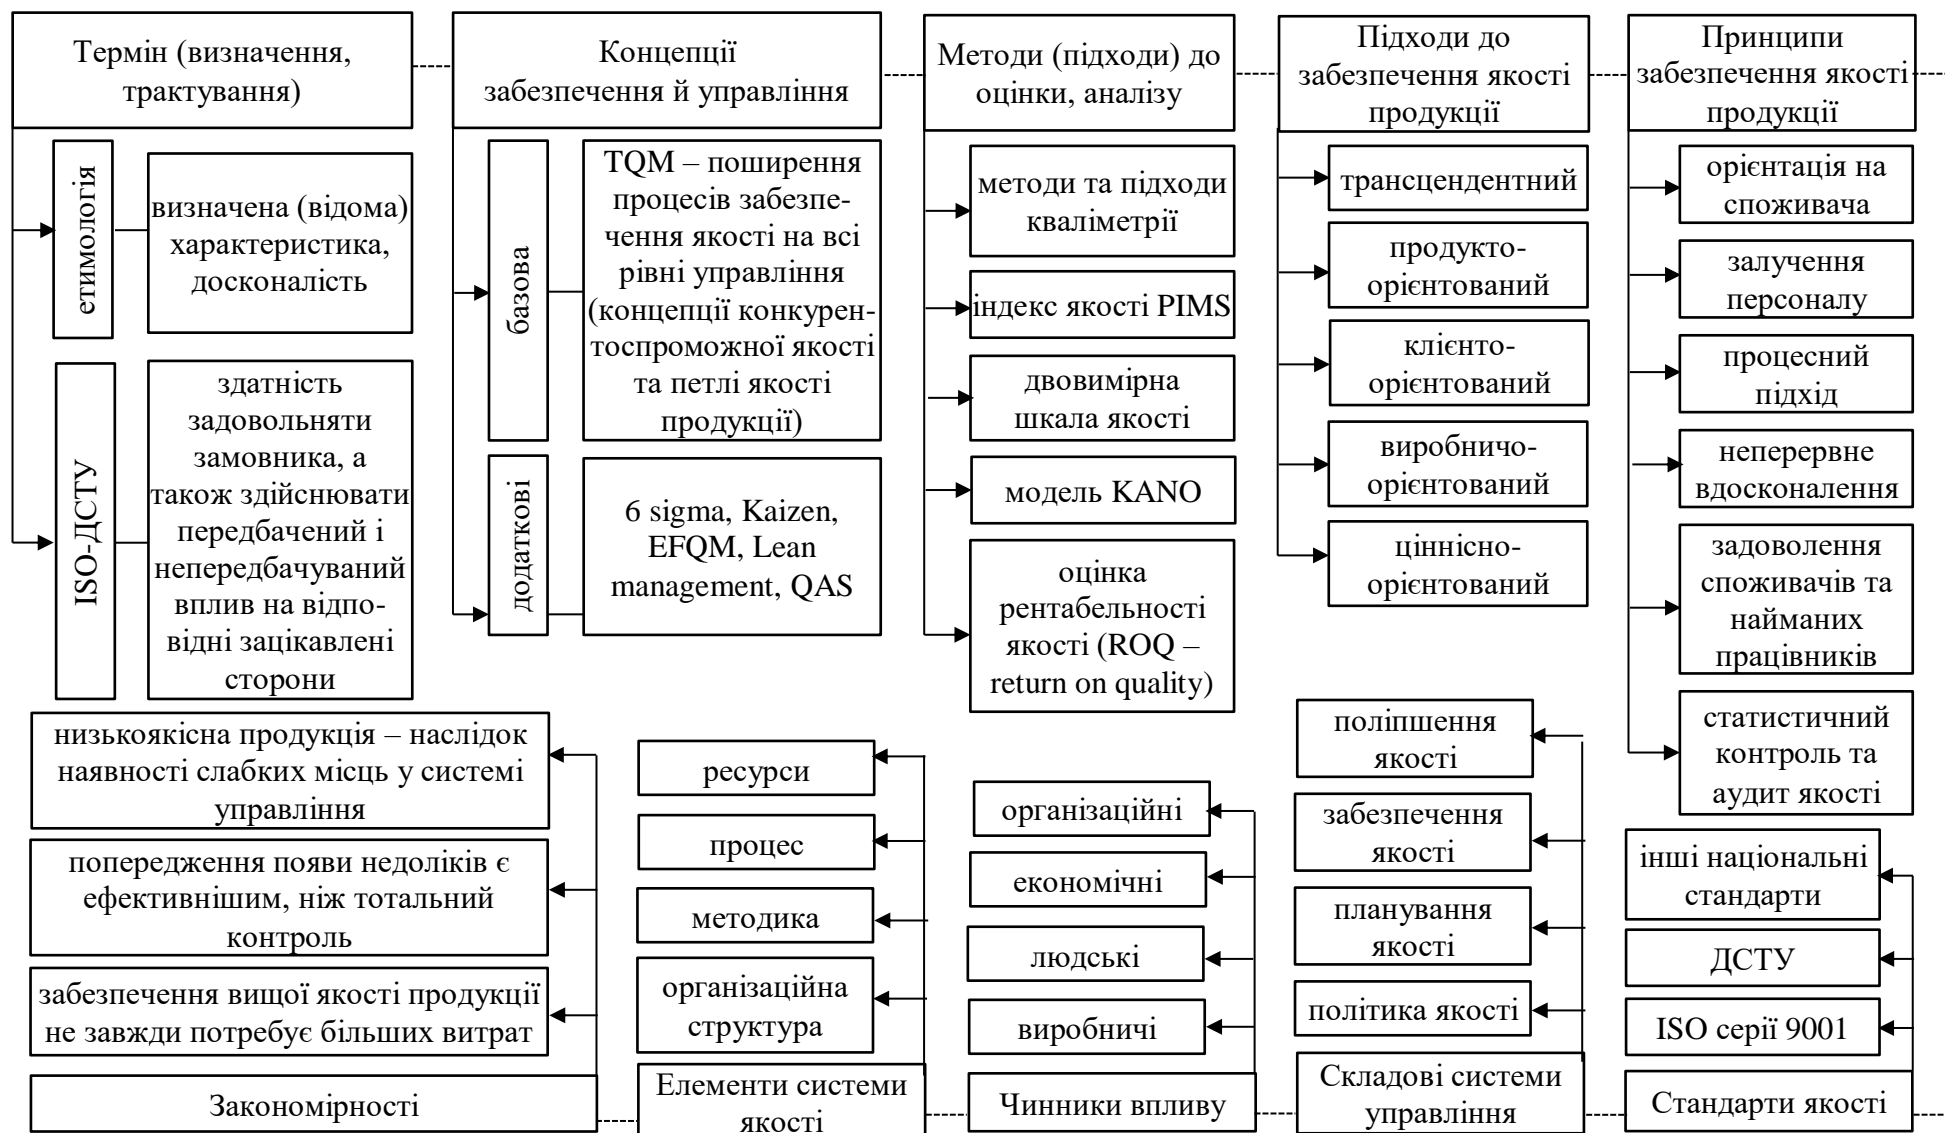 Термін (визначення,
трактування)
етимологія
визначена (відома)
характеристика,
досконалість
ISO-ДСТУ
здатність
задовольняти
замовника, а
також здійснювати
передбачений і
непередбачуваний
вплив на відпо-
відні зацікавлені
сторони
Концепції
забезпечення й управління
базова
TQM – поширення
процесів забезпе-
чення якості на всі
рівні управління
(концепції конкурен-
тоспроможної якості
та петлі якості
продукції)
додаткові
6 sigma, Kaizen,
EFQM, Lean
management, QAS
Методи (підходи) до
оцінки, аналізу
методи та підходи
кваліметрії
індекс якості PIMS
двовимірна
шкала якості
модель KANO
оцінка
рентабельності
якості (ROQ –
return on quality)
Підходи до
забезпечення якості
продукції
трансцендентний
продукто-
орієнтований
клієнто-
орієнтований
виробничо-
орієнтований
ціннісно-
орієнтований
Принципи
забезпечення якості
продукції
орієнтація на
споживача
залучення
персоналу
процесний
підхід
неперервне
вдосконалення
задоволення
споживачів та
найманих
працівників
статистичний
контроль та
аудит якості
низькоякісна продукція – наслідок
наявності слабких місць у системі
управління
попередження появи недоліків є
ефективнішим, ніж тотальний
контроль
забезпечення вищої якості продукції
не завжди потребує більших витрат
Закономірності
ресурси
процес
методика
організаційна
структура
Елементи системи
якості
організаційні
економічні
людські
виробничі
Чинники впливу
поліпшення
якості
забезпечення
якості
планування
якості
політика якості
Складові системи
управління
інші національні
стандарти
ДСТУ
ISO серії 9001
Стандарти якості